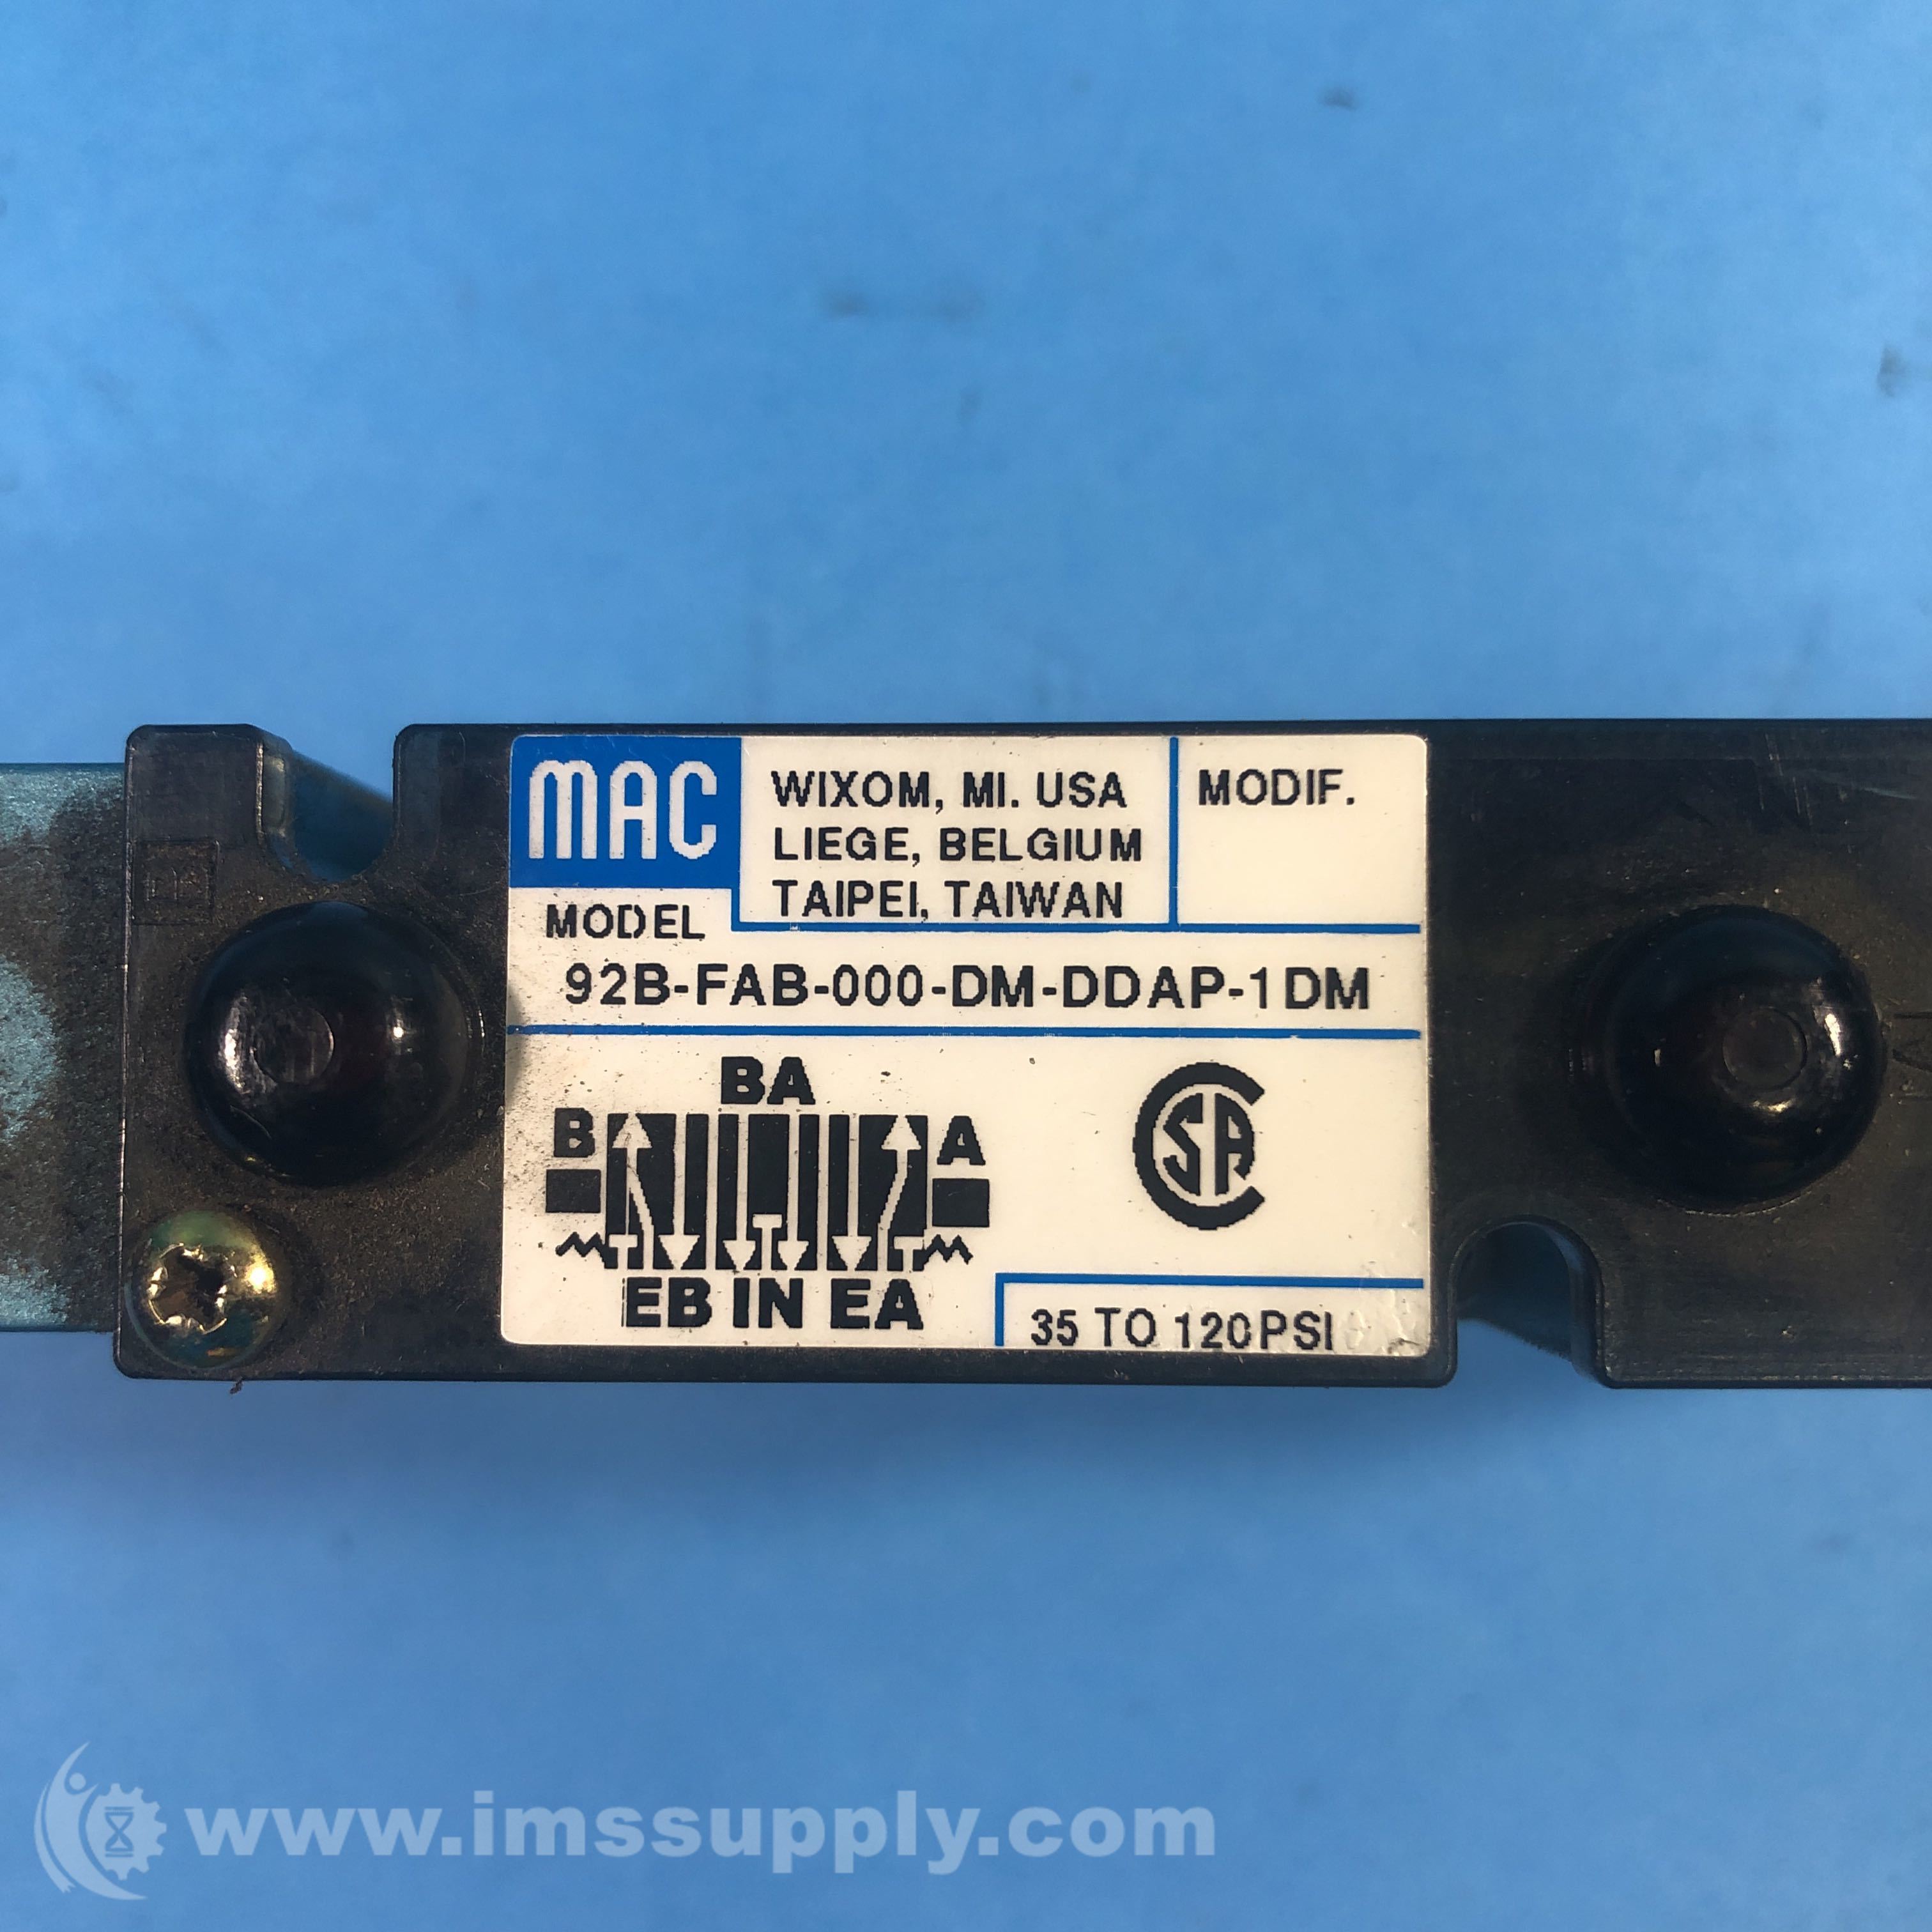 MAC
WIXOM, MI. USA
LIEGE, BELGIUM
TAIPEI, TAIWAN
MODIF.
MODEL
92B-FAB-000-DM-DDAP-1DM
BA
B
A
EB IN EA
CSA
35 TO 120PSI
www.imssupply.com